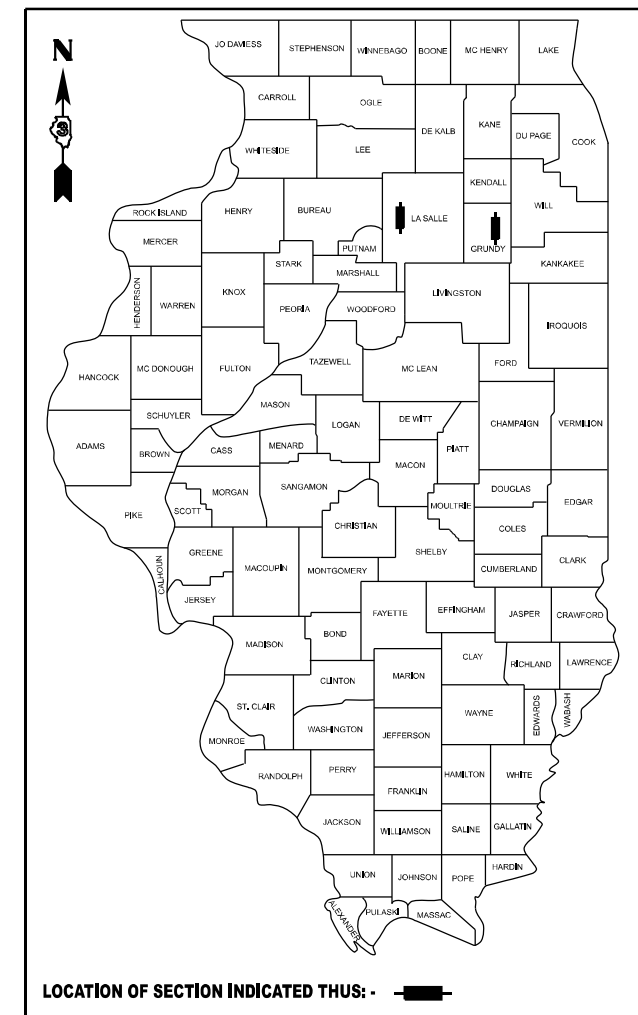 N
3
JO DAVIESS STEPHENSON WINNEBAGO BOONE MC HENRY LAKE
CARROLL OGLE DE KALB KANE DU PAGE COOK
WHITESIDE LEE KENDALL WILL
ROCK ISLAND HENRY BUREAU LA SALLE GRUNDY
MERCER PUTNAM KANKAKEE
HENDERSON WARREN KNOX STARK MARSHALL LIVINGSTON
PEORIA WOODFORD IROQUOIS
HANCOCK MC DONOUGH FULTON TAZEWELL MC LEAN FORD
SCHUYLER MASON LOGAN DE WITT CHAMPAIGN VERMILION
ADAMS BROWN CASS MENARD MACON PIATT
PIKE SCOTT MORGAN SANGAMON CHRISTIAN MOULTRIE DOUGLAS EDGAR
COLES
CALHOUN GREENE MACOUPIN MONTGOMERY SHELBY CUMBERLAND CLARK
JERSEY FAYETTE EFFINGHAM JASPER CRAWFORD
MADISON BOND CLAY RICHLAND LAWRENCE
CLINTON MARION
ST. CLAIR WASHINGTON WAYNE EDWARDS WABASH
MONROE JEFFERSON
RANDOLPH PERRY HAMILTON WHITE
FRANKLIN
JACKSON WILLIAMSON SALINE GALLATIN
UNION JOHNSON POPE HARDIN
ALEXANDER PULASKI MASSAC
LOCATION OF SECTION INDICATED THUS: -